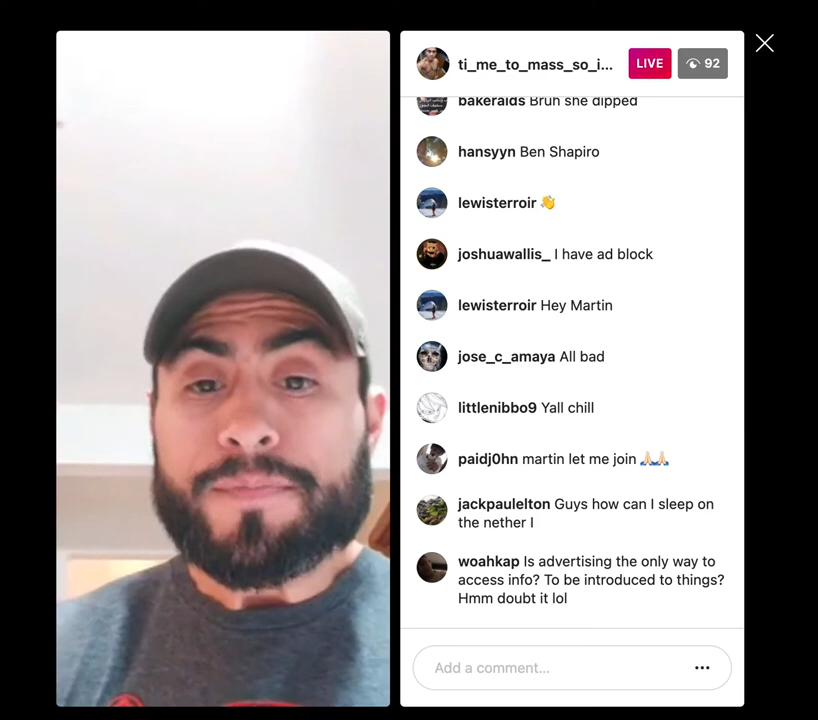 ti_me_to_mass_so_i...
LIVE
92
bakeraids Bruh she dipped
hansyyn Ben Shapiro
lewisterroir 👏
joshuawallis_ I have ad block
lewisterroir Hey Martin
jose_c_amaya All bad
littlenibbo9 Yall chill
paidj0hn martin let me join 🙏🏻🙏🏻
jackpaulelton Guys how can I sleep on
the nether I
woahkap Is advertising the only way to
access info? To be introduced to things?
Hmm doubt it lol
Add a comment...